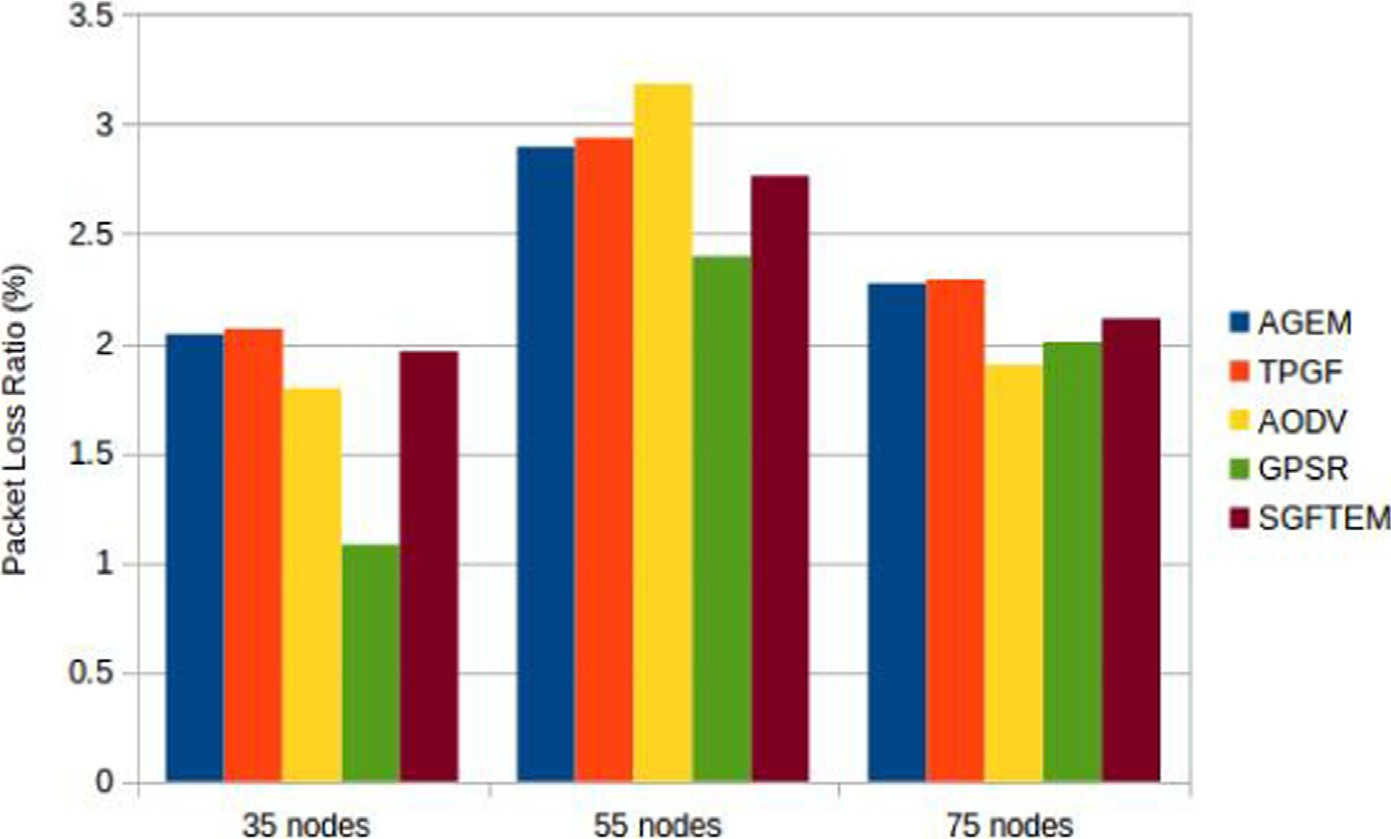 3.5
3
2.5
2
1.5
1
0.5
0
Packet Loss Ratio (%)
35 nodes
55 nodes
75 nodes
AGEM
TPGF
AODV
GPSR
SGFTEM